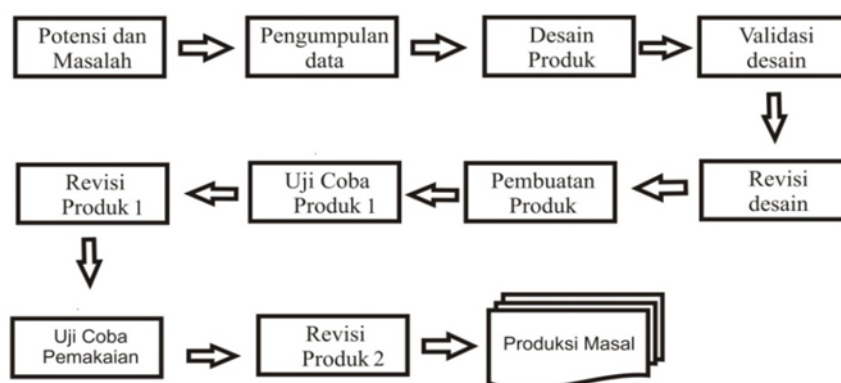 Potensi dan
Masalah
Pengumpulan
data
Desain
Produk
Validasi
desain
Revisi
desain
Pembuatan
Produk
Uji Coba
Produk 1
Revisi
Produk 1
Uji Coba
Pemakaian
Revisi
Produk 2
Produksi Masal